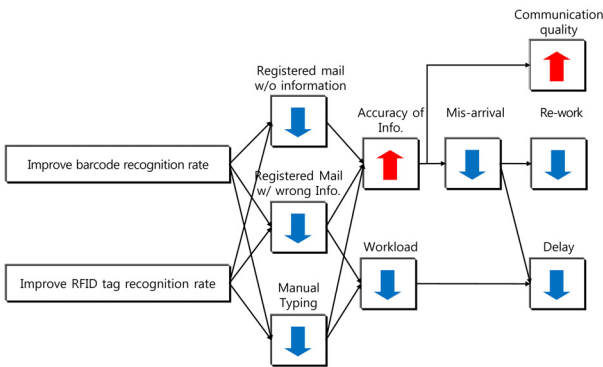 Communication
quality
Registered mail
w/o information
Accuracy of
Info.
Mis-arrival
Re-work
Improve barcode recognition rate
Registered Mail
w/ wrong Info.
Workload
Delay
Improve RFID tag recognition rate
Manual
Typing